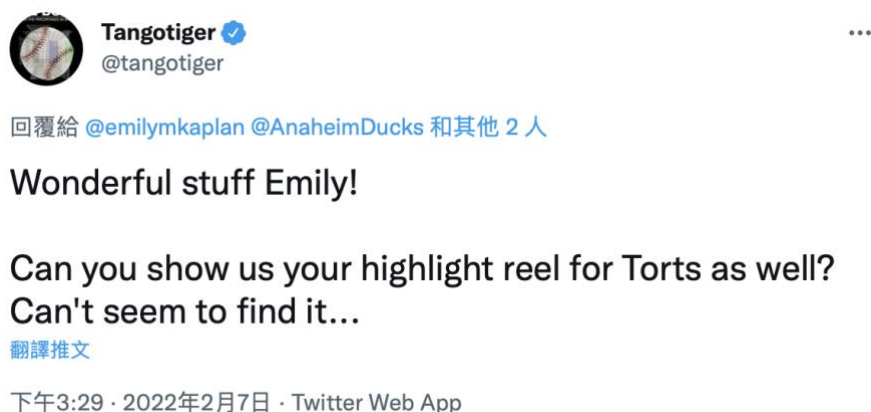 Tangotiger
@tangotiger
回覆給 @emilymkaplan @AnaheimDucks 和其他 2 人
Wonderful stuff Emily!
Can you show us your highlight reel for Torts as well?
Can't seem to find it...
翻譯推文
下午3:29 · 2022年2月7日 · Twitter Web App